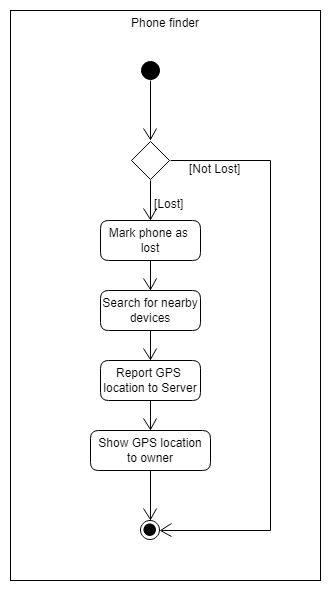 Phone finder
[Not Lost]
[Lost]
Mark phone as
lost
Search for nearby
devices
Report GPS
location to Server
Show GPS location
to owner